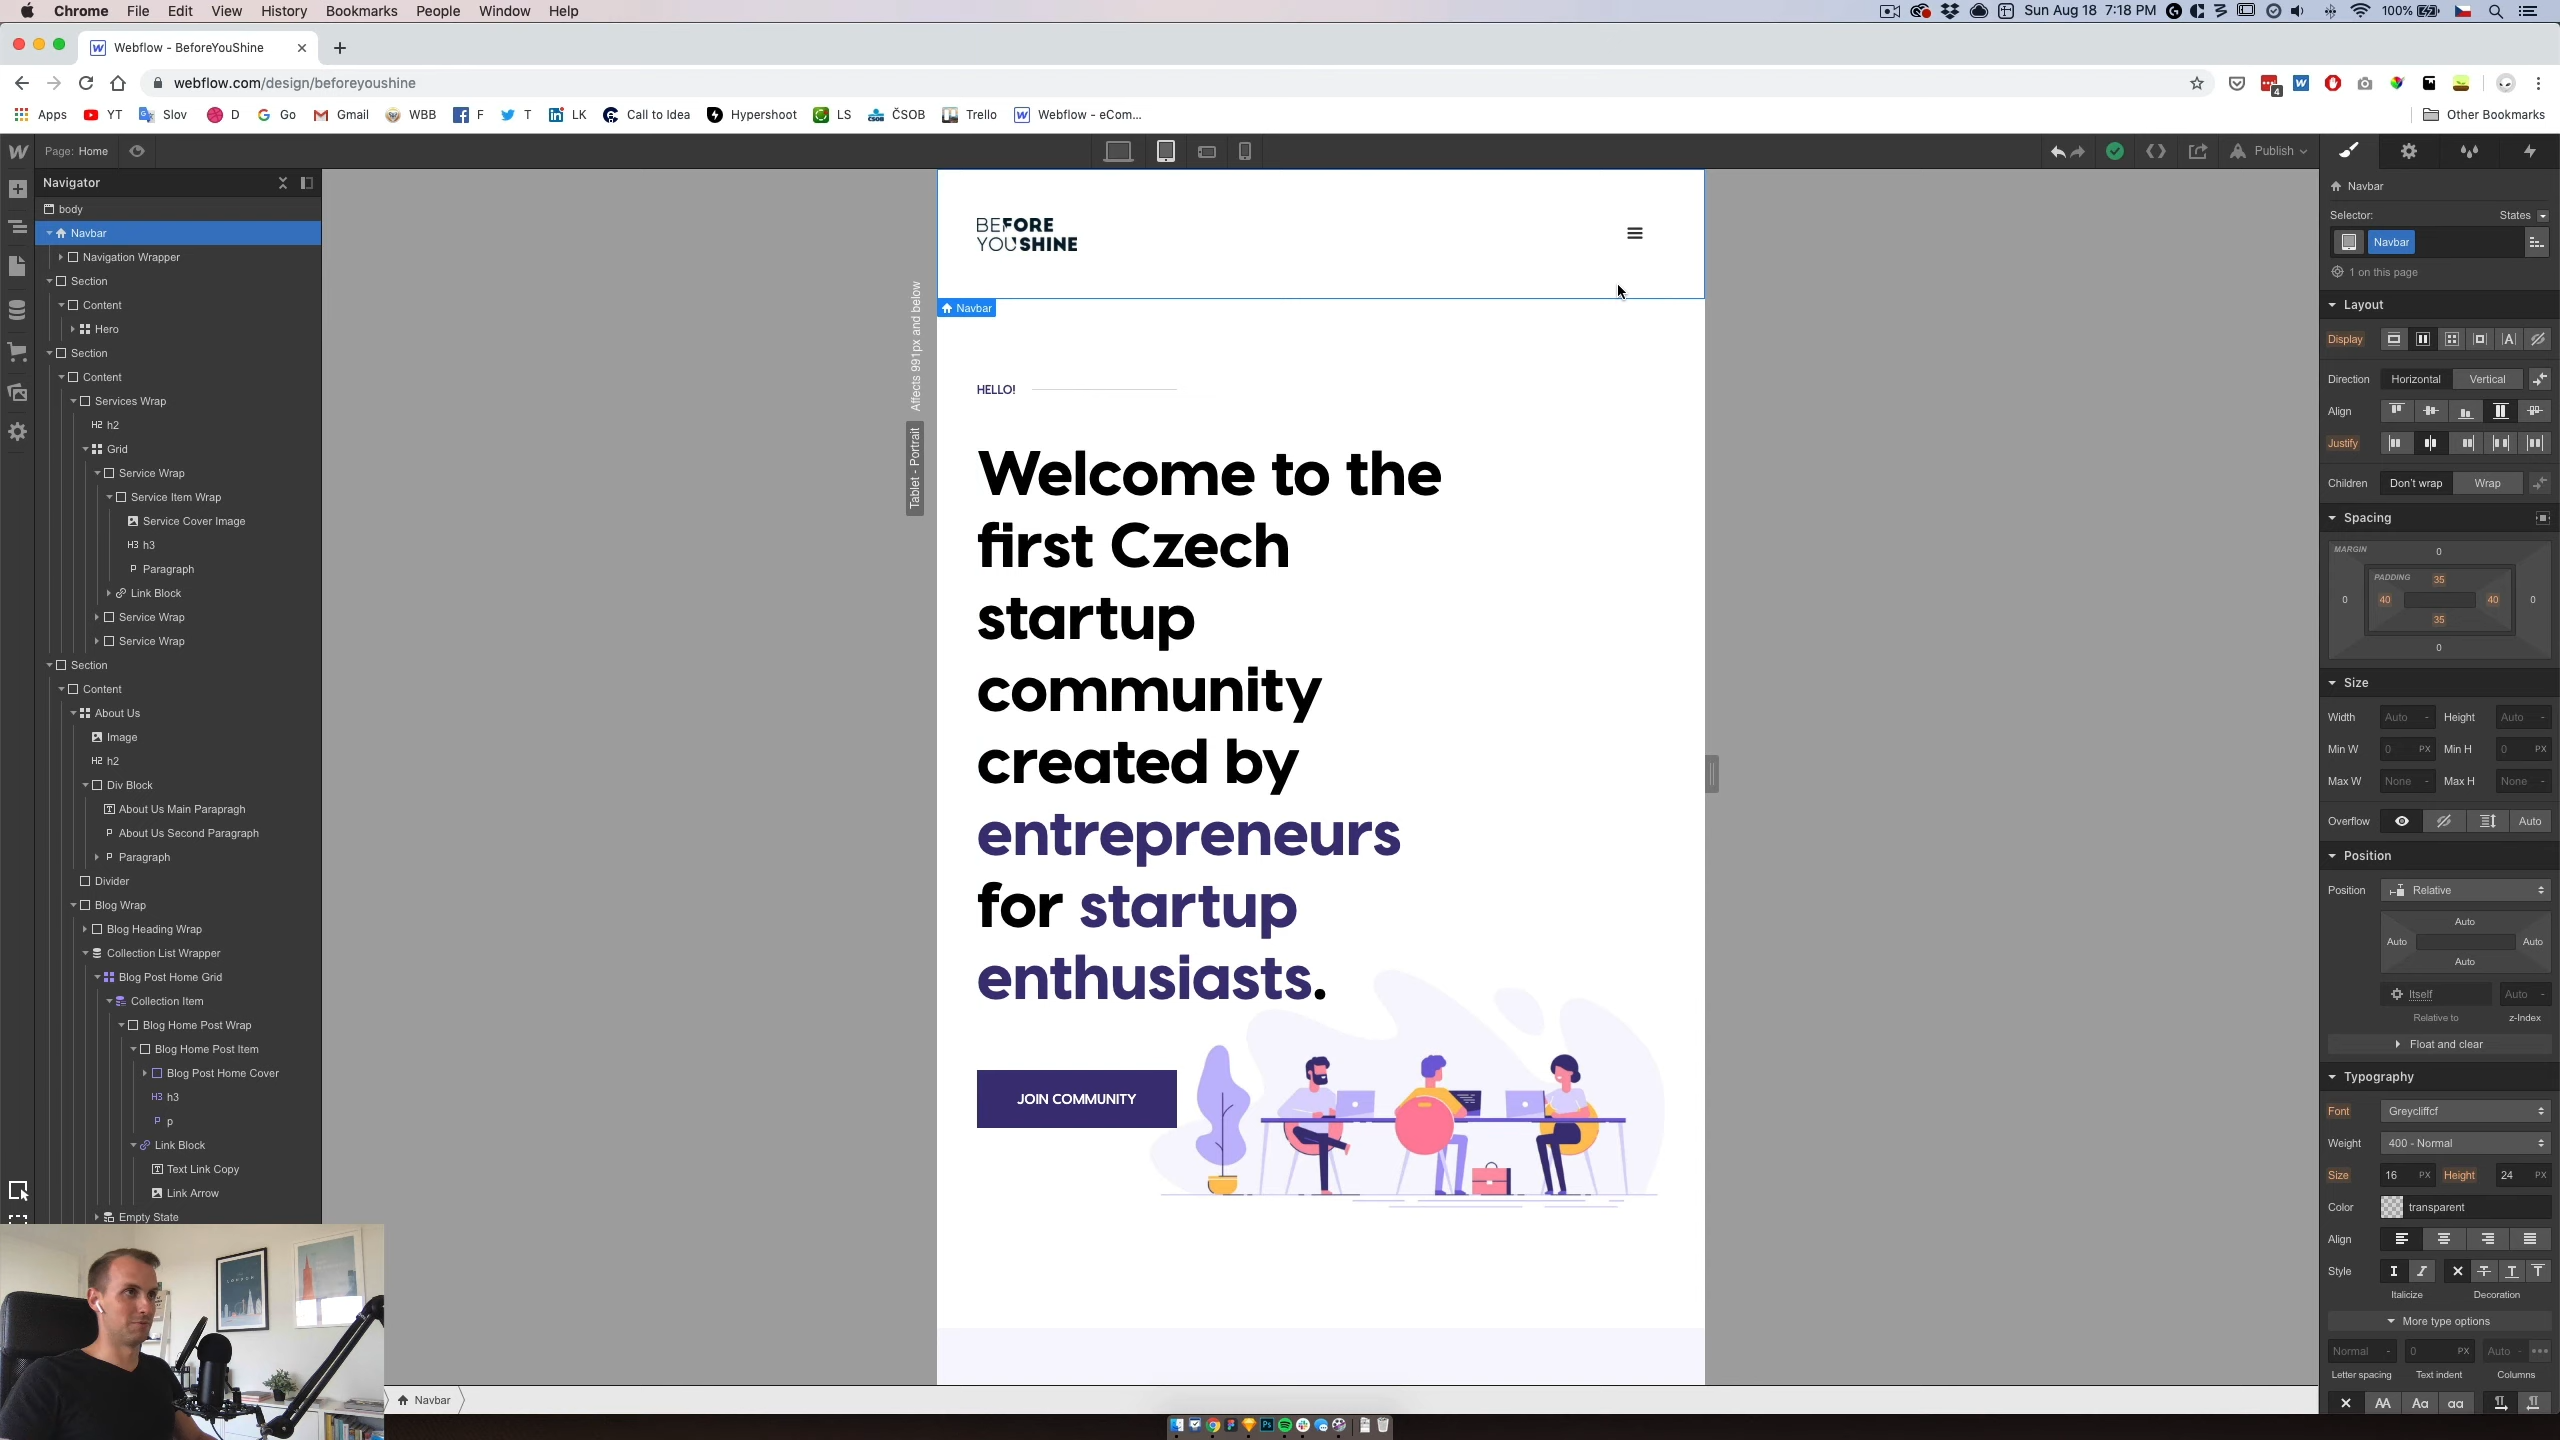 Chrome File Edit View History Bookmarks People Window Help
Sun Aug 18 7:18 PM
100%
Webflow - BeforeYouShine
webflow.com/design/beforeyoushine
4
Apps YT Slov D Go Gmail WBB F T LK Call to Idea Hypershoot LS ČSOB Trello Webflow - eCom...
Other Bookmarks
Page: Home
Publish
Navigator
body
Navbar
Navigation Wrapper
Section
Content
Hero
Section
Content
Services Wrap
H2 h2
Grid
Service Wrap
Service Item Wrap
Service Cover Image
H3 h3
P Paragraph
Link Block
Service Wrap
Service Wrap
Section
Content
About Us
Image
H2 h2
Div Block
About Us Main Parapragh
P About Us Second Paragraph
P Paragraph
Divider
Blog Wrap
Blog Heading Wrap
Collection List Wrapper
Blog Post Home Grid
Collection Item
Blog Home Post Wrap
Blog Home Post Item
Blog Post Home Cover
H3 h3
P p
Link Block
Text Link Copy
Link Arrow
Empty State
LONDON
Affects 991px and below
Tablet - Portrait
BEFORE
YOU'SHINE
Navbar
HELLO!
Welcome to the
first Czech
startup
community
created by
entrepreneurs
for startup
enthusiasts.
JOIN COMMUNITY
Navbar
Navbar
Selector:
States
Navbar
1 on this page
Layout
Display
Direction Horizontal Vertical
Align
Justify
Children Don't wrap Wrap
Spacing
MARGIN
0
PADDING 35
0 40 40 0
35
0
Size
Width Auto - Height Auto -
Min W 0 PX Min H 0 PX
Max W None - Max H None -
Overflow Auto
Position
Position Relative
Auto
Auto Auto
Auto
Itself Auto -
Relative to z-Index
Float and clear
Typography
Font Greycliffcf
Weight 400 - Normal
Size 16 PX Height 24 PX
Color transparent
Align
Style
Italicize Decoration
More type options
Normal - 0 PX Auto -
Letter spacing Text indent Columns
AA Aa aa